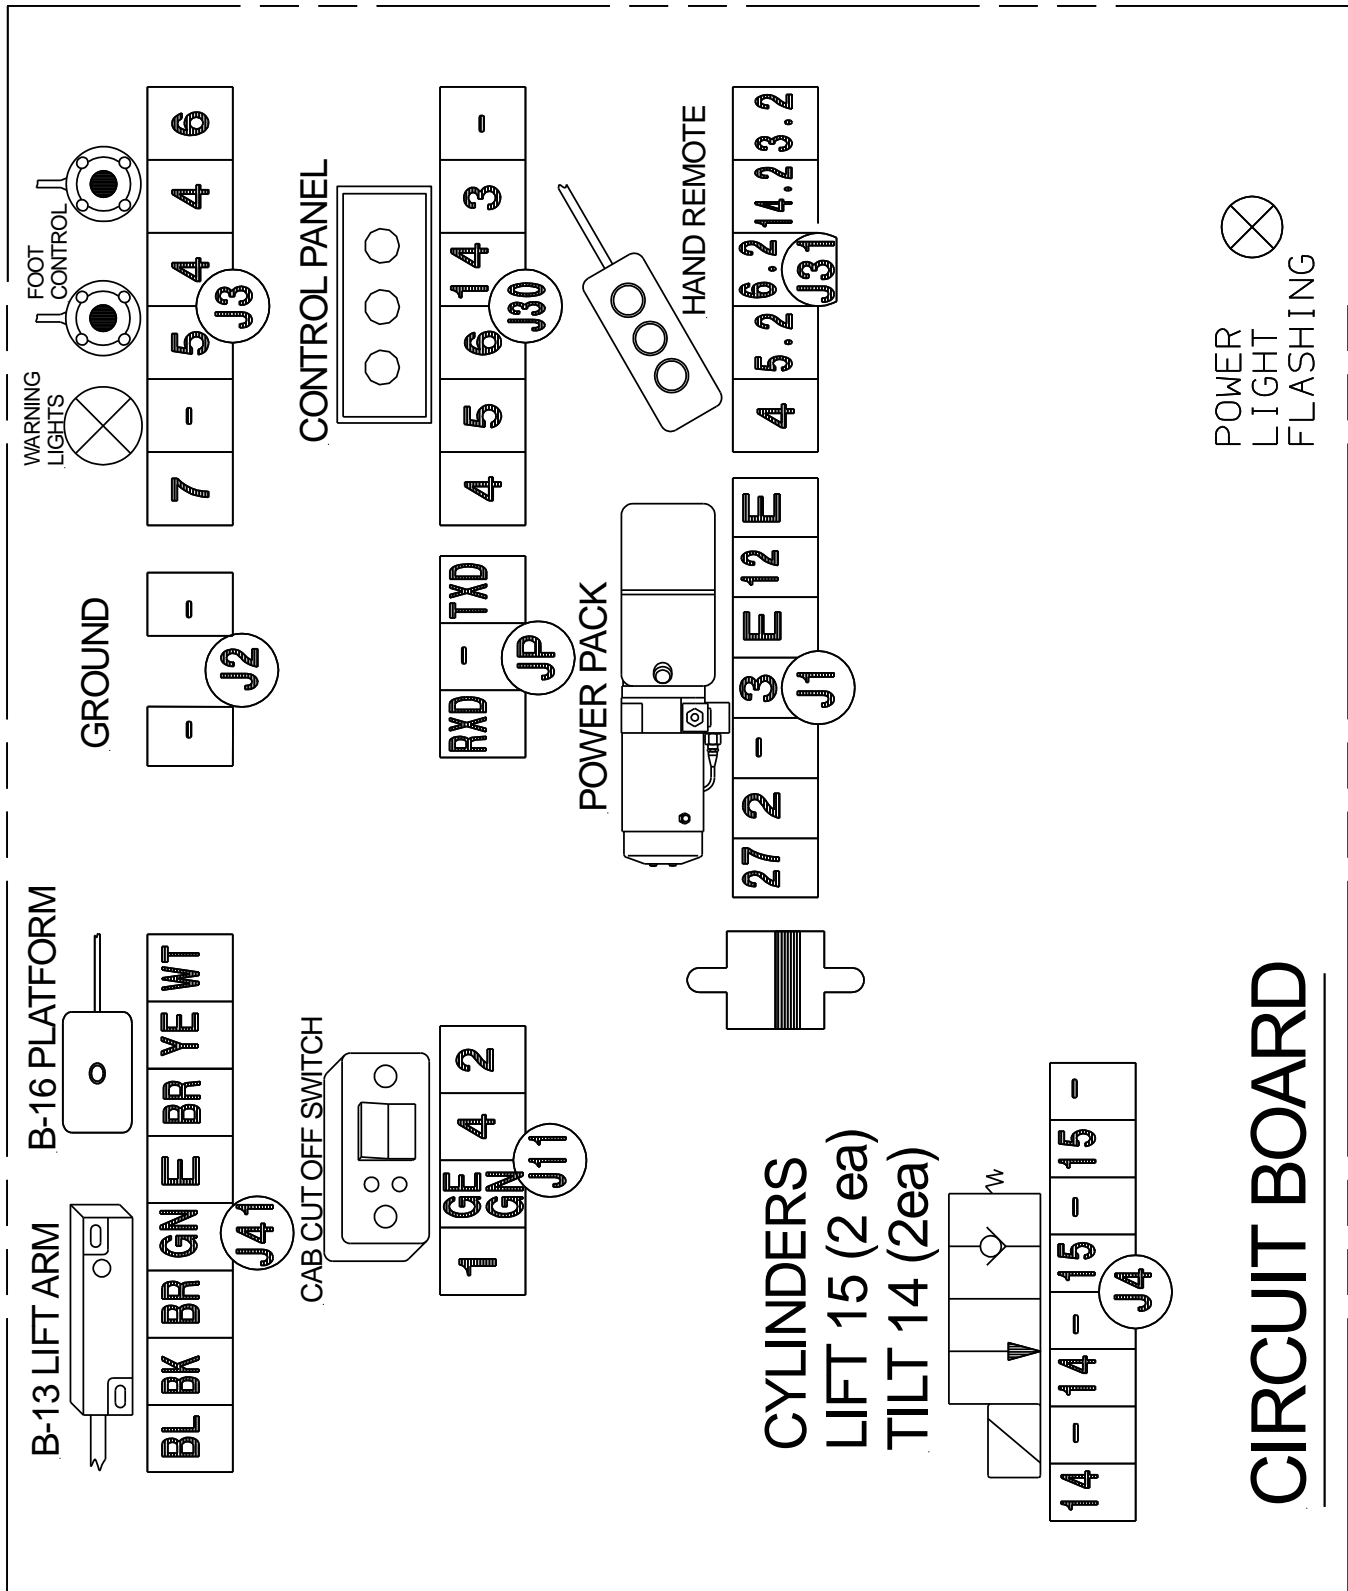 B-13 LIFT ARM
B-16 PLATFORM
BL BK BR GN E BR YE WT
J41
GROUND
- -
J2
WARNING
LIGHTS
FOOT
CONTROL
7 - 5 4 4 6
J3
CAB CUT OFF SWITCH
1 GE GN 4 2
J11
RXD - TXD
JP
CONTROL PANEL
4 5 6 14 3 -
J30
POWER PACK
27 2 - 3 E 12 E
J1
HAND REMOTE
4 5.2 6.2 14.2 3.2
J31
CYLINDERS
LIFT 15 (2 ea)
TILT 14 (2ea)
14 - 14 - 15 - 15 -
J4
CIRCUIT BOARD
POWER
LIGHT
FLASHING